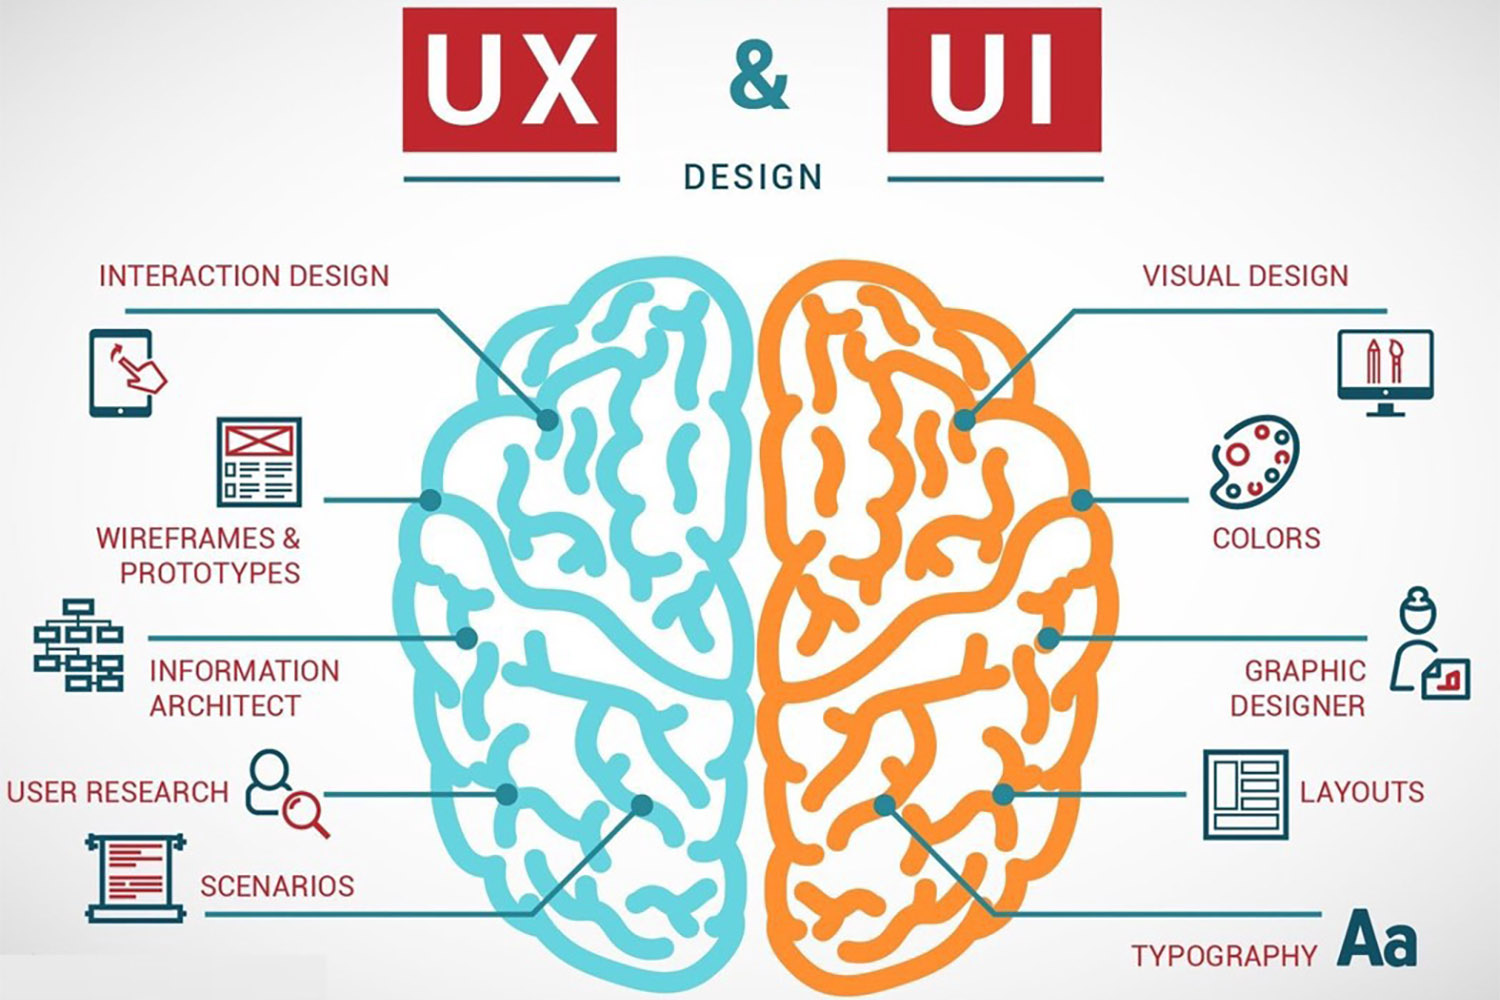 UX & UI
DESIGN
INTERACTION DESIGN
WIREFRAMES &
PROTOTYPES
INFORMATION
ARCHITECT
USER RESEARCH
SCENARIOS
VISUAL DESIGN
COLORS
GRAPHIC
DESIGNER
LAYOUTS
TYPOGRAPHY Aa